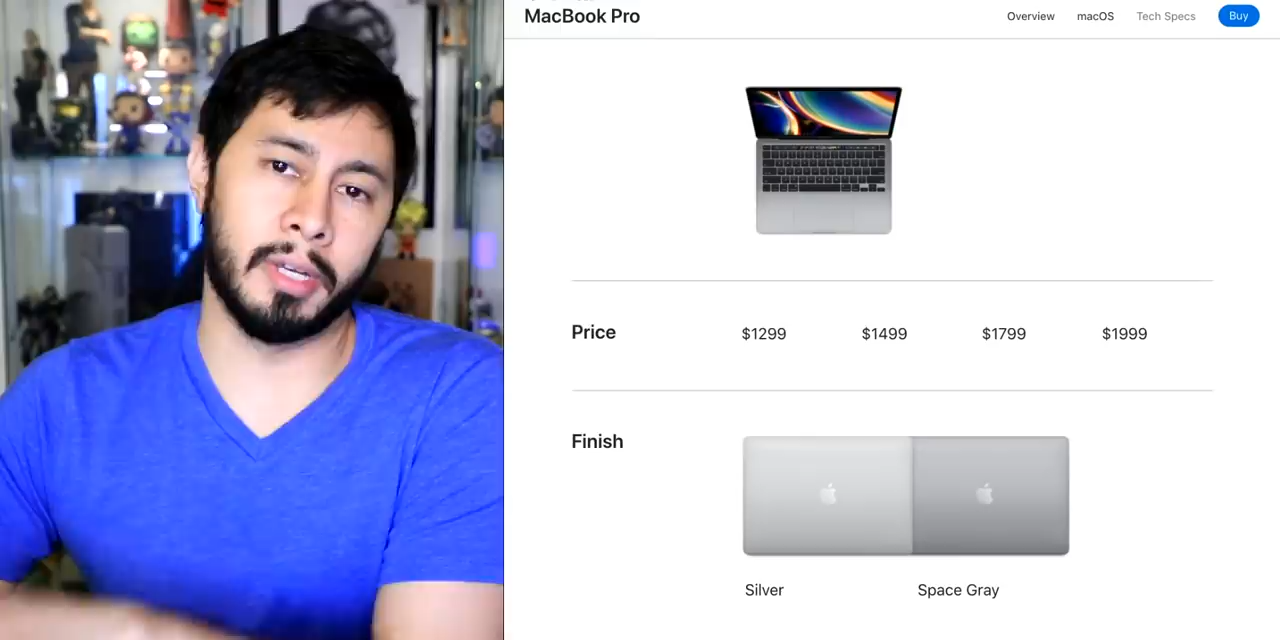 MacBook Pro
Overview
macOS
Tech Specs
Buy
Price
$1299
$1499
$1799
$1999
Finish
Silver
Space Gray